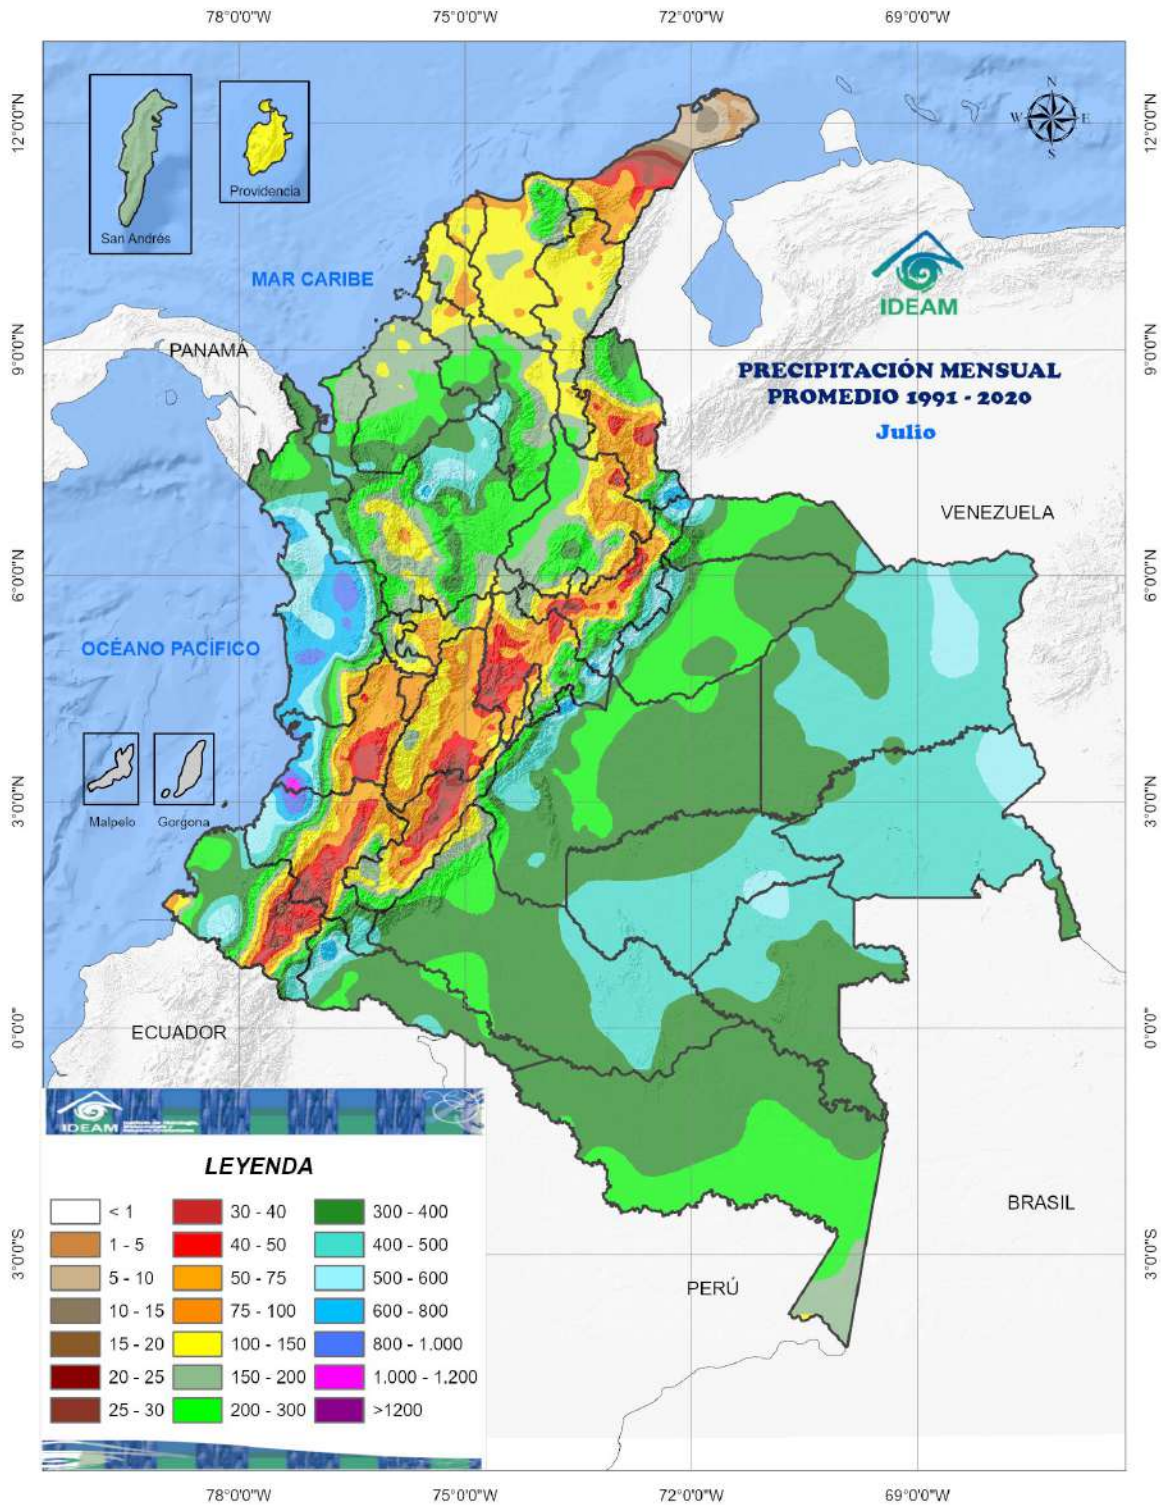 78°0'0"W
75°0'0"W
72°0'0"W
69°0'0"W
12°0'0"N
12°0'0"N
N
W
E
S
San Andrés
Providencia
MAR CARIBE
IDEAM
9°0'0"N
9°0'0"N
PANAMÁ
PRECIPITACIÓN MENSUAL
PROMEDIO 1991 - 2020
Julio
VENEZUELA
6°0'0"N
6°0'0"N
OCÉANO PACÍFICO
3°0'0"N
3°0'0"N
Malpelo
Gorgona
ECUADOR
0°0'0"
0°0'0"
IDEAM
LEYENDA
< 1
1 - 5
5 - 10
10 - 15
15 - 20
20 - 25
25 - 30
30 - 40
40 - 50
50 - 75
75 - 100
100 - 150
150 - 200
200 - 300
300 - 400
400 - 500
500 - 600
600 - 800
800 - 1.000
1.000 - 1.200
>1200
BRASIL
PERÚ
3°0'0"S
3°0'0"S
78°0'0"W
75°0'0"W
72°0'0"W
69°0'0"W